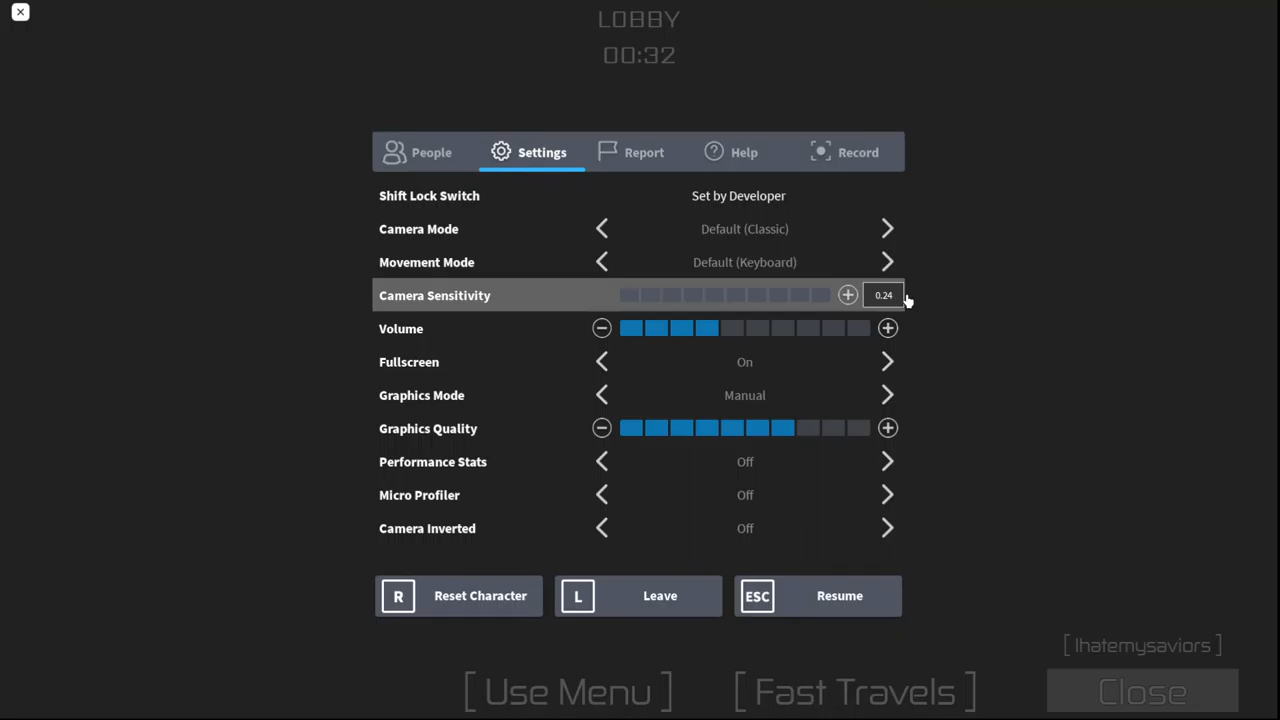 LOBBY
00:32
People Settings Report Help Record
Shift Lock Switch Set by Developer
Camera Mode Default (Classic)
Movement Mode Default (Keyboard)
Camera Sensitivity 0.24
Volume
Fullscreen On
Graphics Mode Manual
Graphics Quality
Performance Stats Off
Micro Profiler Off
Camera Inverted Off
R Reset Character L Leave ESC Resume
[ Ihatemysaviors ]
[ Use Menu ] [ Fast Travels ] Close